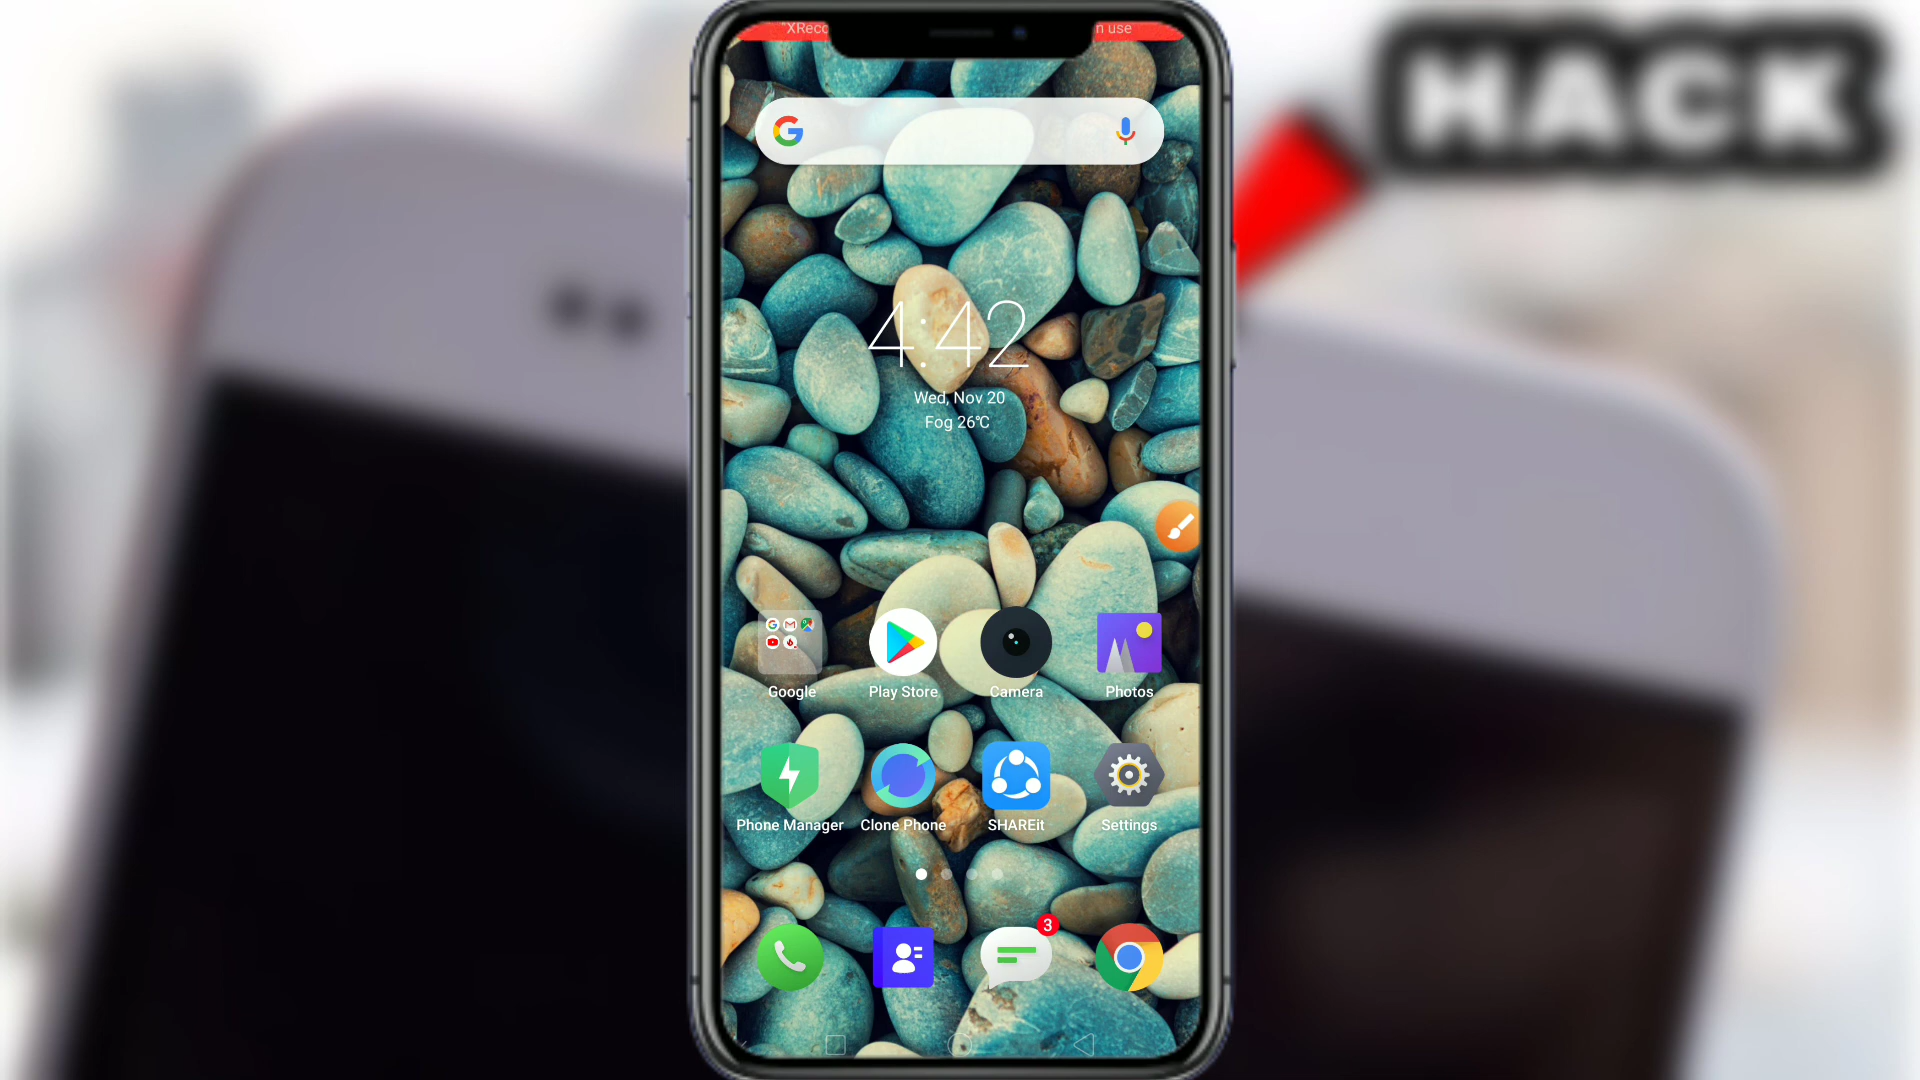 "XReco
n use
HACK
4:42
Wed, Nov 20
Fog 26℃
Google
Play Store
Camera
Photos
Phone Manager
Clone Phone
SHAREit
Settings
3